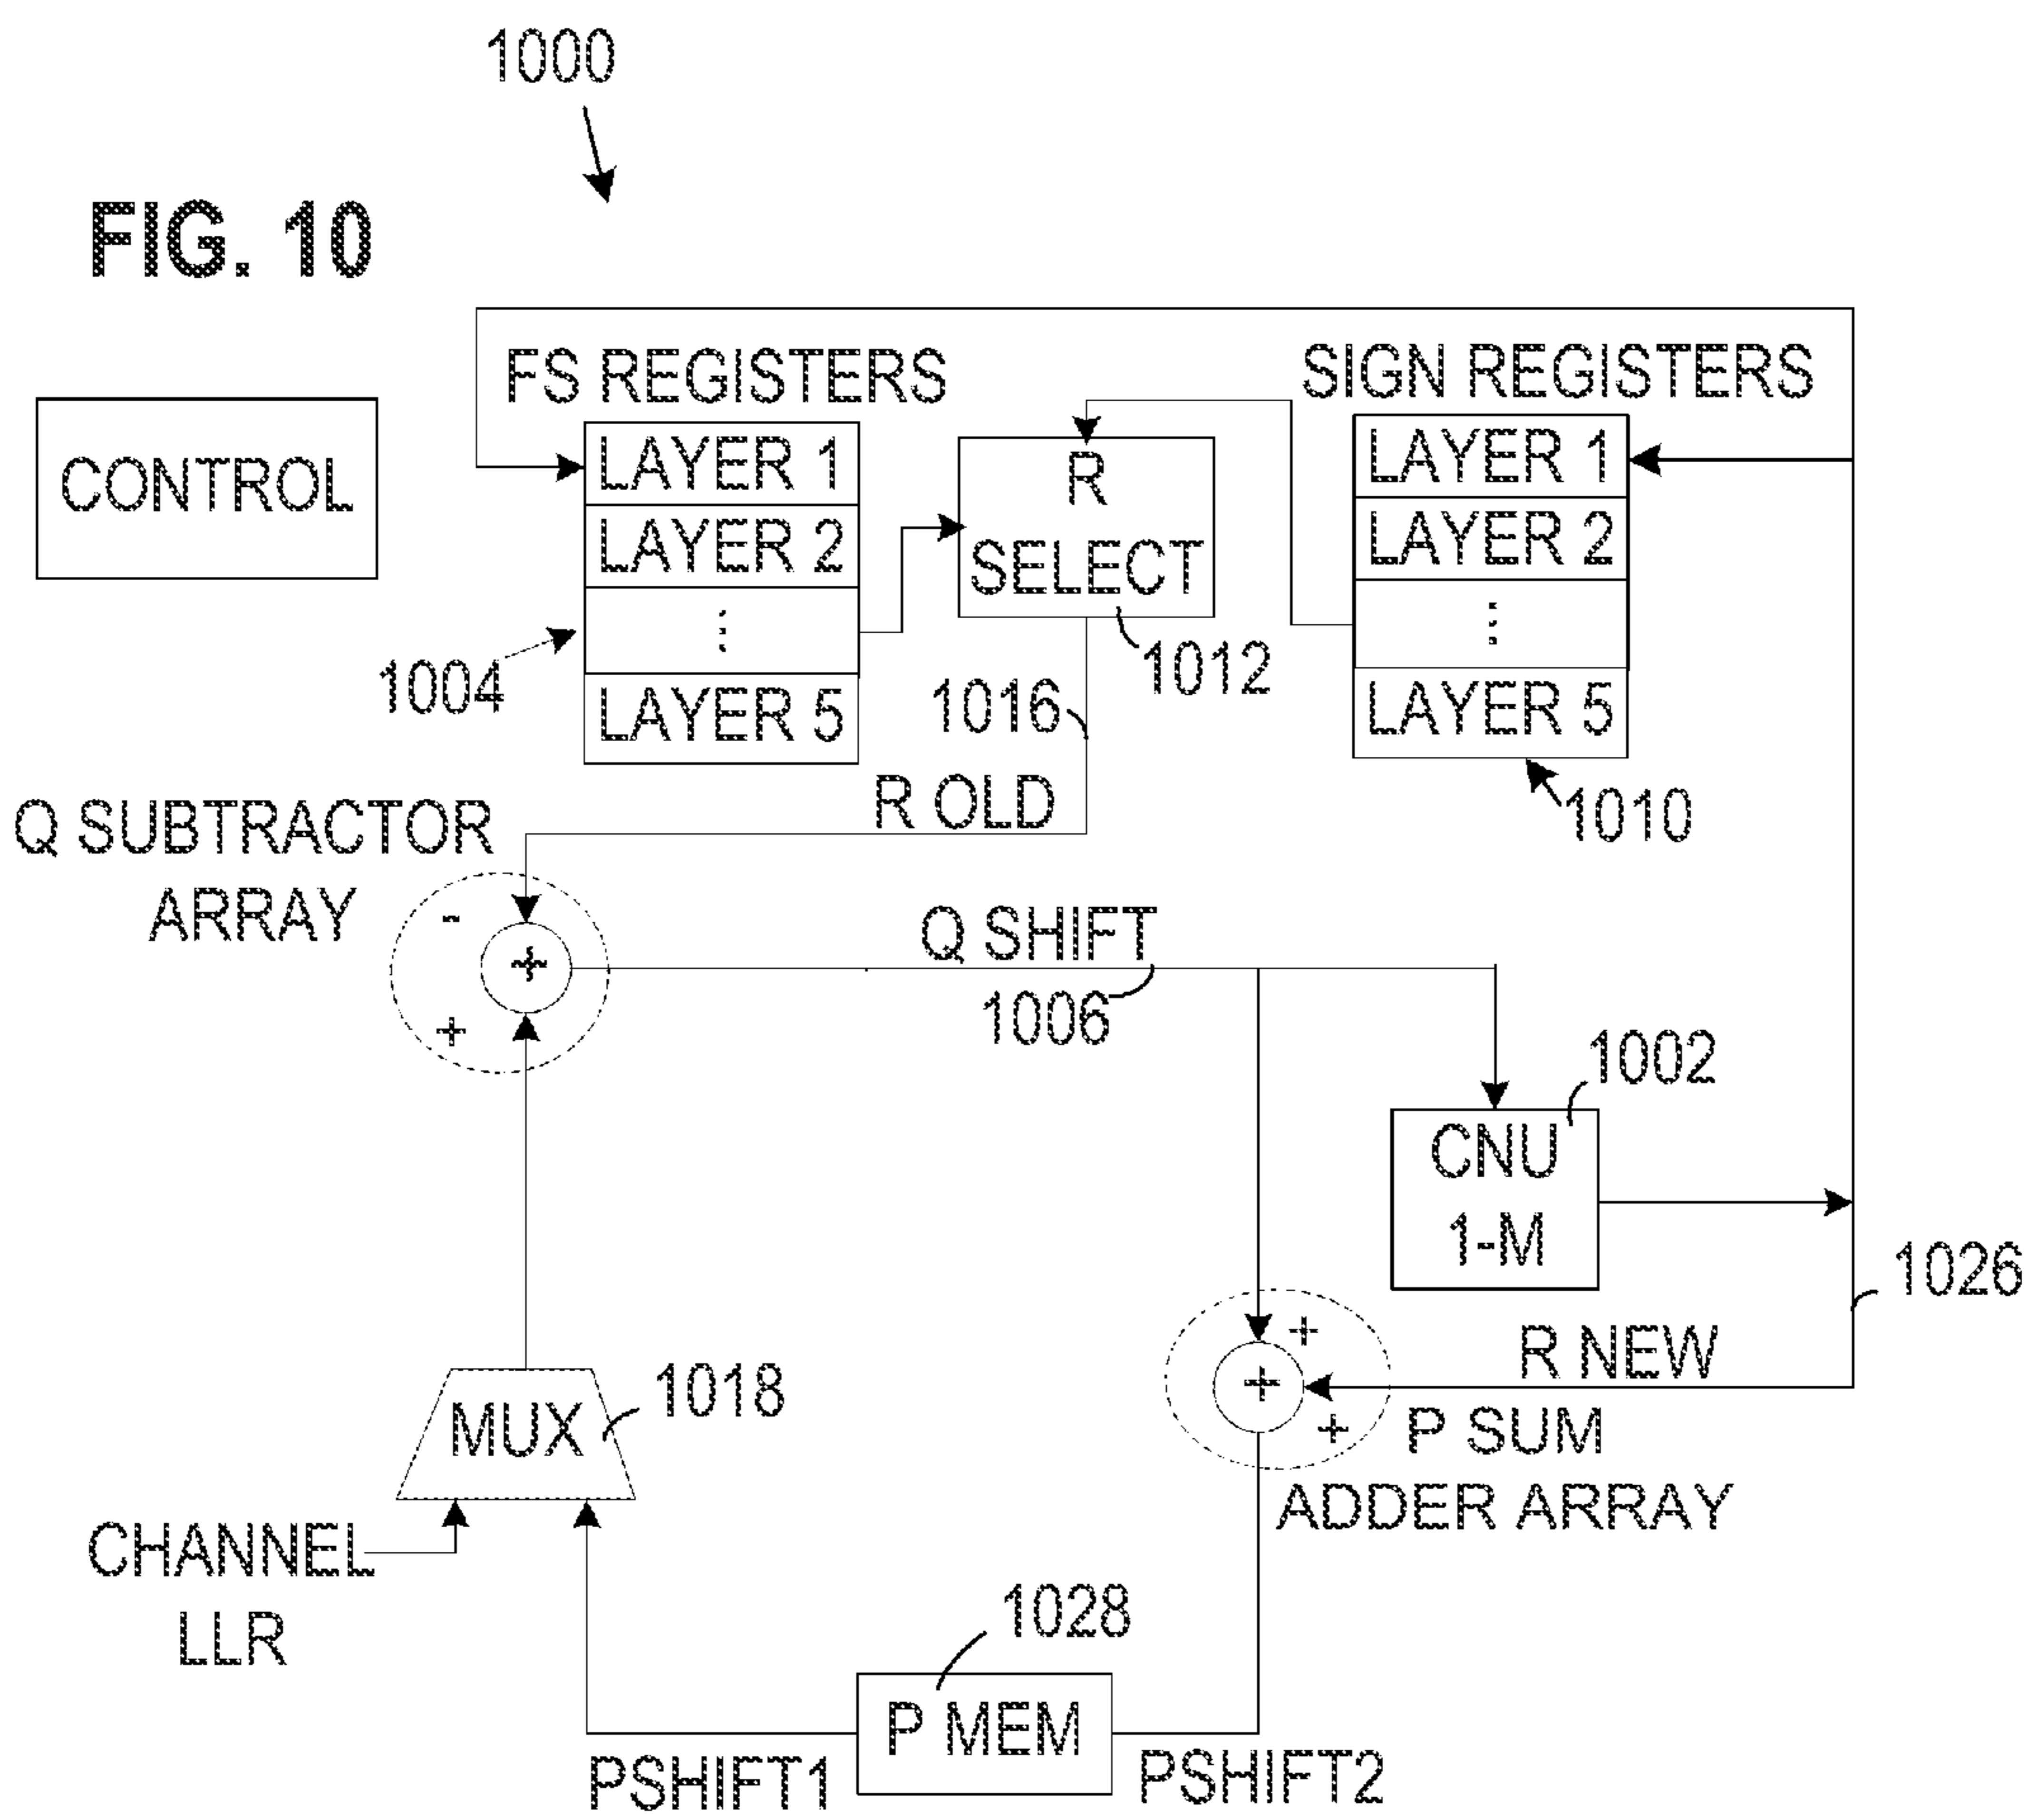 1000
FIG. 10
FS REGISTERS
SIGN REGISTERS
CONTROL
LAYER 1
LAYER 2
⋮
LAYER 5
1004
R
SELECT
1012
LAYER 1
LAYER 2
⋮
LAYER 5
1010
1016
R OLD
Q SUBTRACTOR
ARRAY
-
+
+
Q SHIFT
1006
1002
CNU
1-M
1026
R NEW
+
+
+
P SUM
ADDER ARRAY
MUX
1018
CHANNEL
LLR
1028
P MEM
PSHIFT1
PSHIFT2